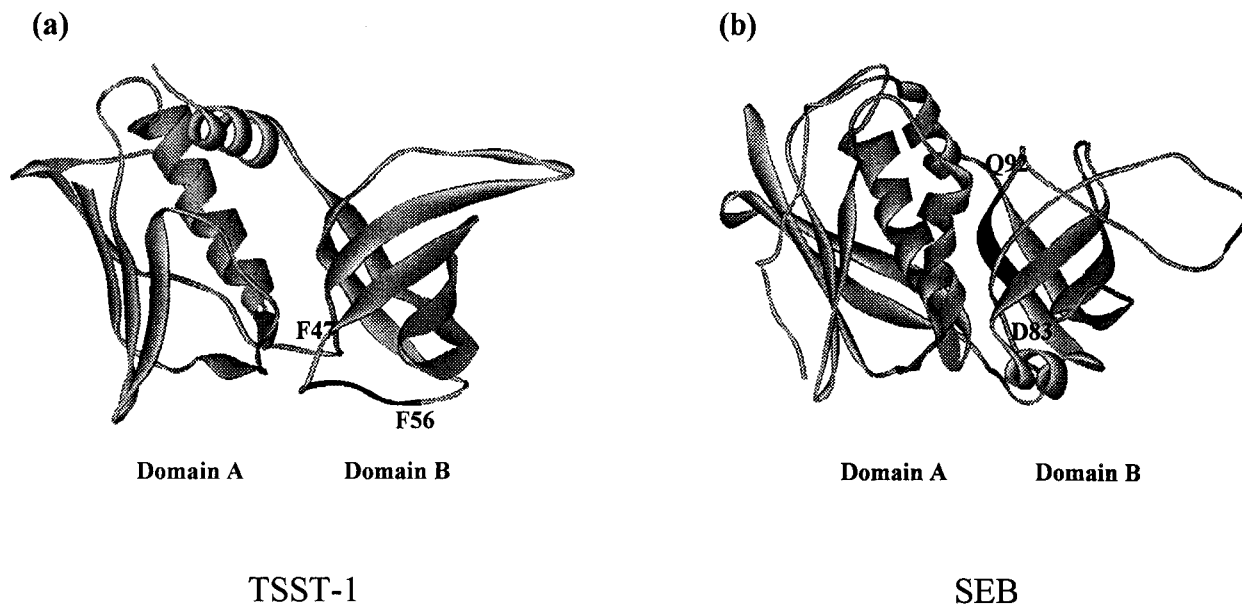 (a)
(b)
Q92
F47
D83
F56
Domain A
Domain B
Domain A
Domain B
TSST-1
SEB